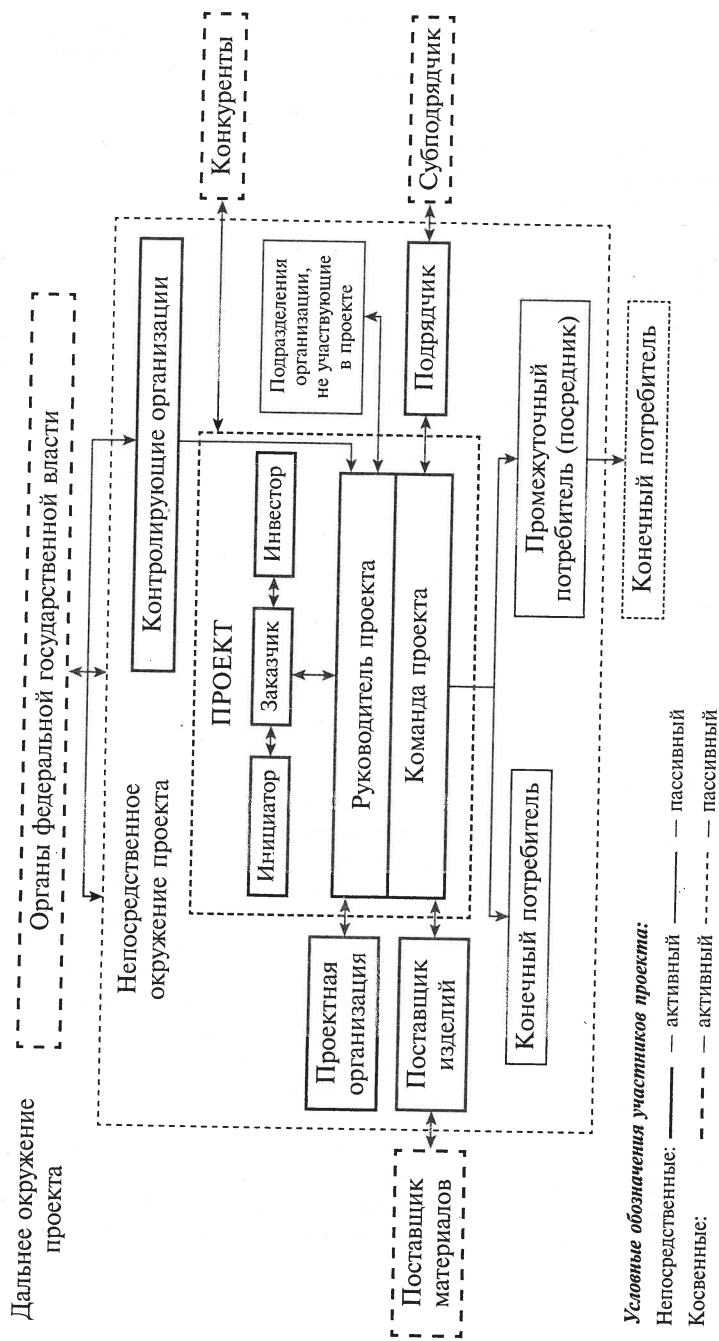 Дальнее окружение
проекта
Органы федеральной государственной власти
Непосредственное
окружение проекта
Контролирующие организации
Конкуренты
ПРОЕКТ
Инициатор
Заказчик
Инвестор
Подразделения
организации,
не участвующие
в проекте
Проектная
организация
Руководитель проекта
Поставщик
материалов
Поставщик
изделий
Команда проекта
Подрядчик
Субподрядчик
Конечный потребитель
Промежуточный
потребитель (посредник)
Конечный потребитель
Условные обозначения участников проекта:
Непосредственные: — активный — пассивный
Косвенные: — активный — пассивный